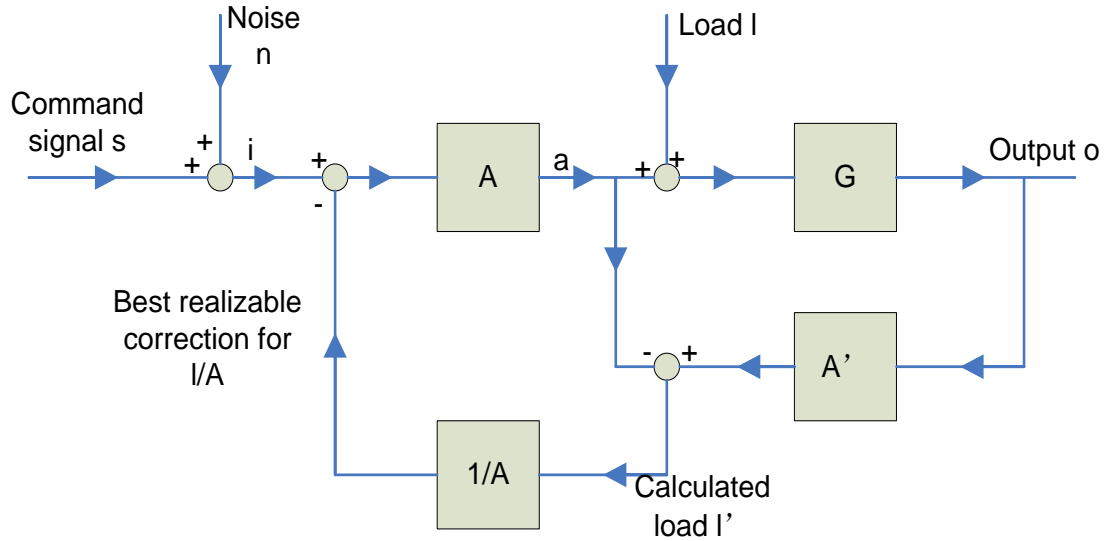 Noise
n
Load l
Command
signal s
+
+
i
+
-
A
a
+
+
G
Output o
Best realizable
correction for
l/A
-
+
A’
1/A
Calculated
load l’